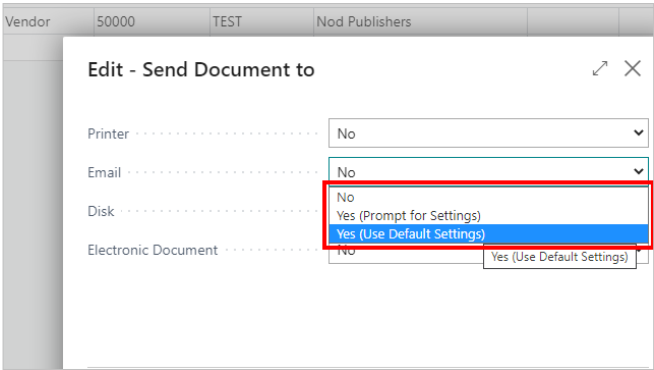 Vendor 50000 TEST Nod Publishers
Edit - Send Document to
Printer No
Email No
No
Disk Yes (Prompt for Settings)
Yes (Use Default Settings)
Electronic Document No
Yes (Use Default Settings)